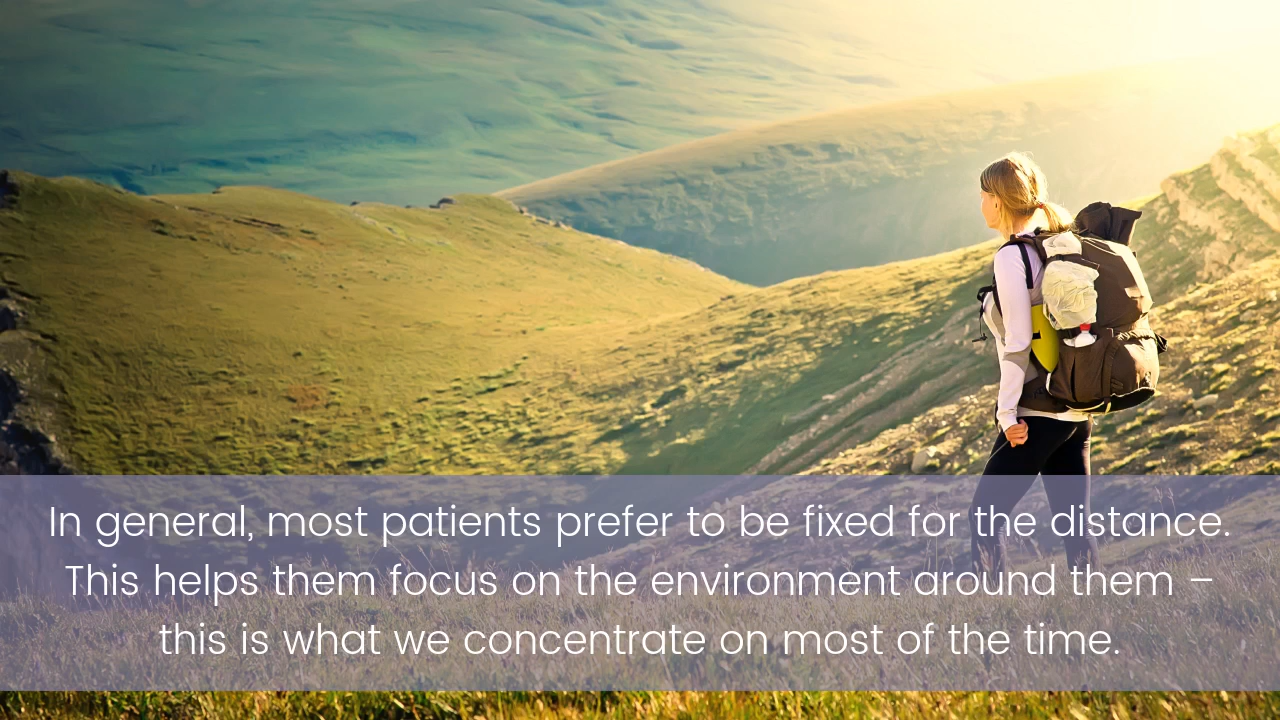 In general, most patients prefer to be fixed for the distance.
This helps them focus on the environment around them –
this is what we concentrate on most of the time.